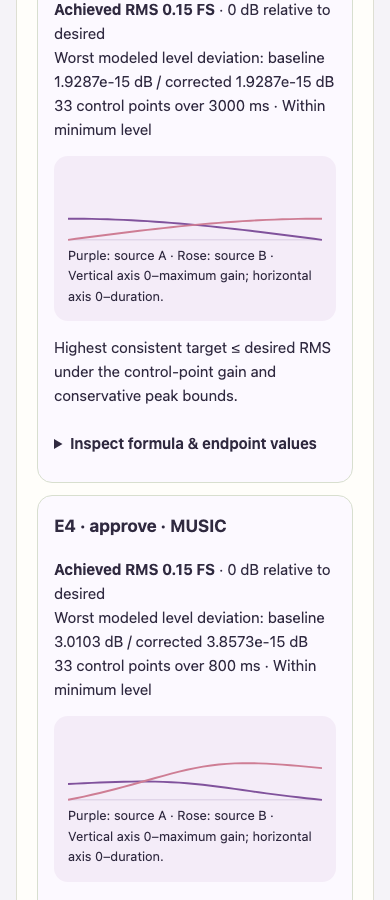 Achieved RMS 0.15 FS · 0 dB relative to
desired
Worst modeled level deviation: baseline
1.9287e-15 dB / corrected 1.9287e-15 dB
33 control points over 3000 ms · Within
minimum level
Purple: source A · Rose: source B ·
Vertical axis 0–maximum gain; horizontal
axis 0–duration.
Highest consistent target ≤ desired RMS
under the control-point gain and
conservative peak bounds.
▶ Inspect formula & endpoint values
E4 · approve · MUSIC
Achieved RMS 0.15 FS · 0 dB relative to
desired
Worst modeled level deviation: baseline
3.0103 dB / corrected 3.8573e-15 dB
33 control points over 800 ms · Within
minimum level
Purple: source A · Rose: source B ·
Vertical axis 0–maximum gain; horizontal
axis 0–duration.